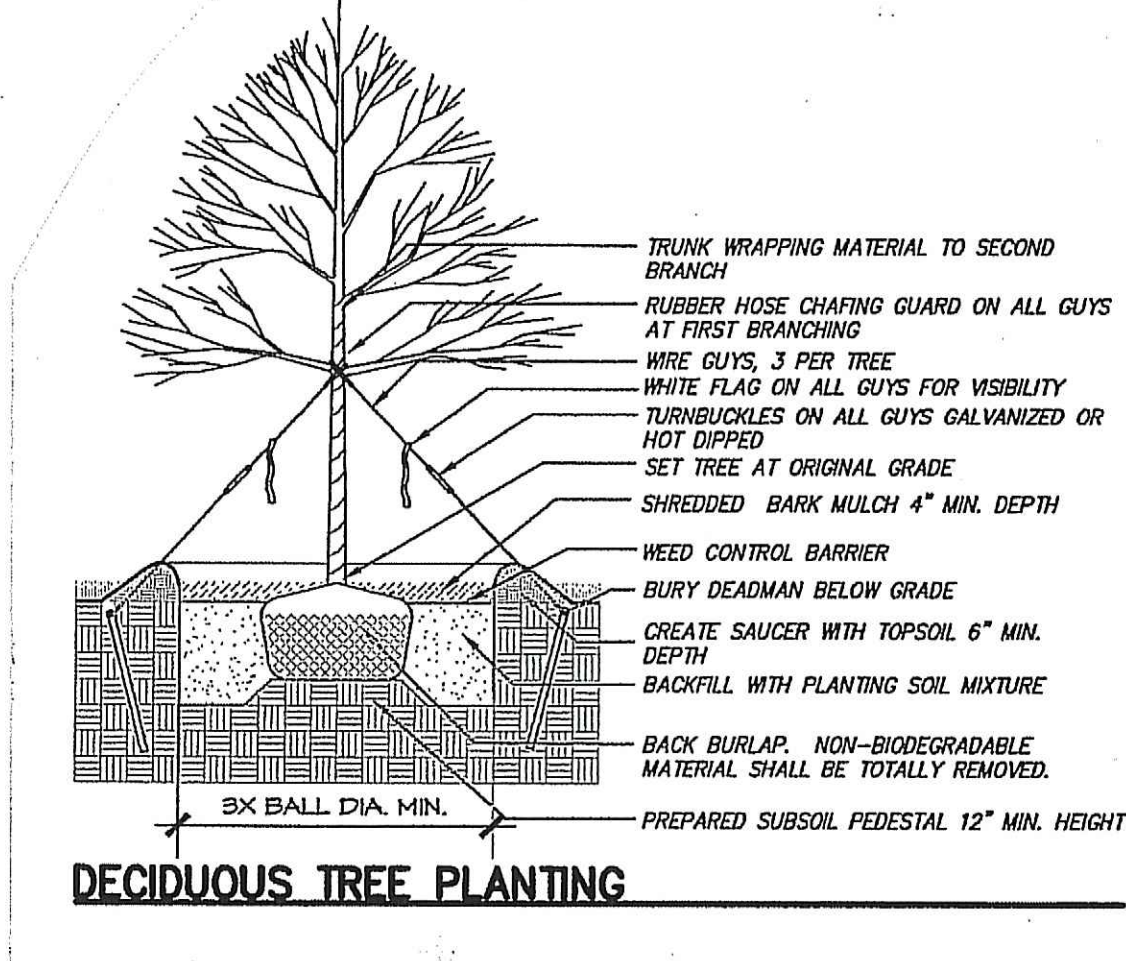 TRUNK WRAPPING MATERIAL TO SECOND
BRANCH
RUBBER HOSE CHAFING GUARD ON ALL GUYS
AT FIRST BRANCHING
WIRE GUYS, 3 PER TREE
WHITE FLAG ON ALL GUYS FOR VISIBILITY
TURNBUCKLES ON ALL GUYS GALVANIZED OR
HOT DIPPED
SET TREE AT ORIGINAL GRADE
SHREDDED BARK MULCH 4" MIN. DEPTH
WEED CONTROL BARRIER
BURY DEADMAN BELOW GRADE
CREATE SAUCER WITH TOPSOIL 6" MIN.
DEPTH
BACKFILL WITH PLANTING SOIL MIXTURE
BACK BURLAP. NON-BIODEGRADABLE
MATERIAL SHALL BE TOTALLY REMOVED.
3X BALL DIA. MIN.
PREPARED SUBSOIL PEDESTAL 12" MIN. HEIGHT
DECIDUOUS TREE PLANTING